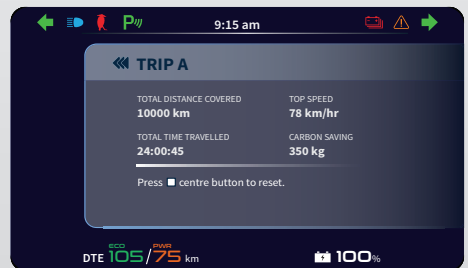 P
9:15 am
TRIP A
TOTAL DISTANCE COVERED
10000 km
TOP SPEED
78 km/hr
TOTAL TIME TRAVELLED
24:00:45
CARBON SAVING
350 kg
Press centre button to reset.
ECO PWR
DTE 105/75 km
100%